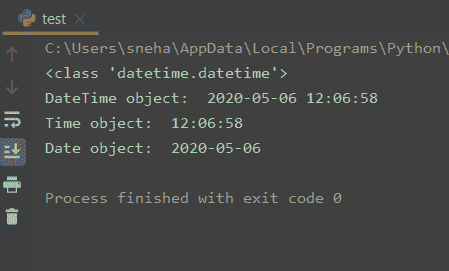 test
C:\Users\sneha\AppData\Local\Programs\Python\
<class 'datetime.datetime'>
DateTime object:  2020-05-06 12:06:58
Time object:  12:06:58
Date object:  2020-05-06
Process finished with exit code 0